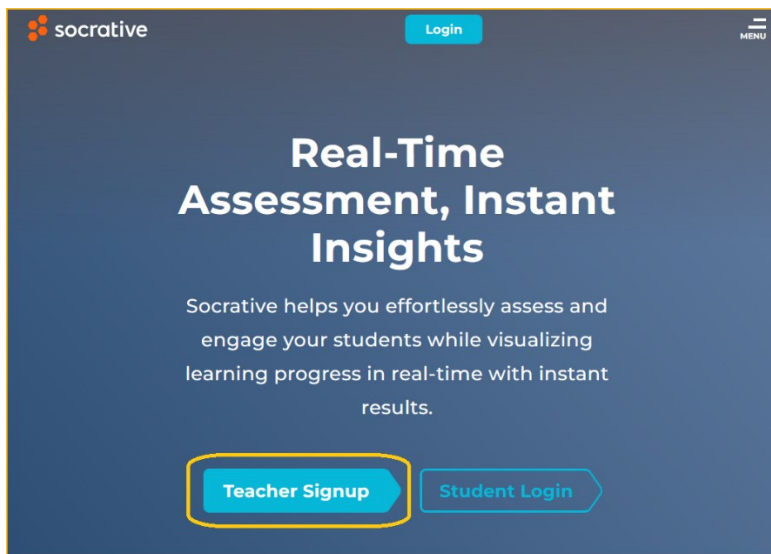 socrative
Login
MENU
Real-Time
Assessment, Instant
Insights
Socrative helps you effortlessly assess and
engage your students while visualizing
learning progress in real-time with instant
results.
Teacher Signup
Student Login